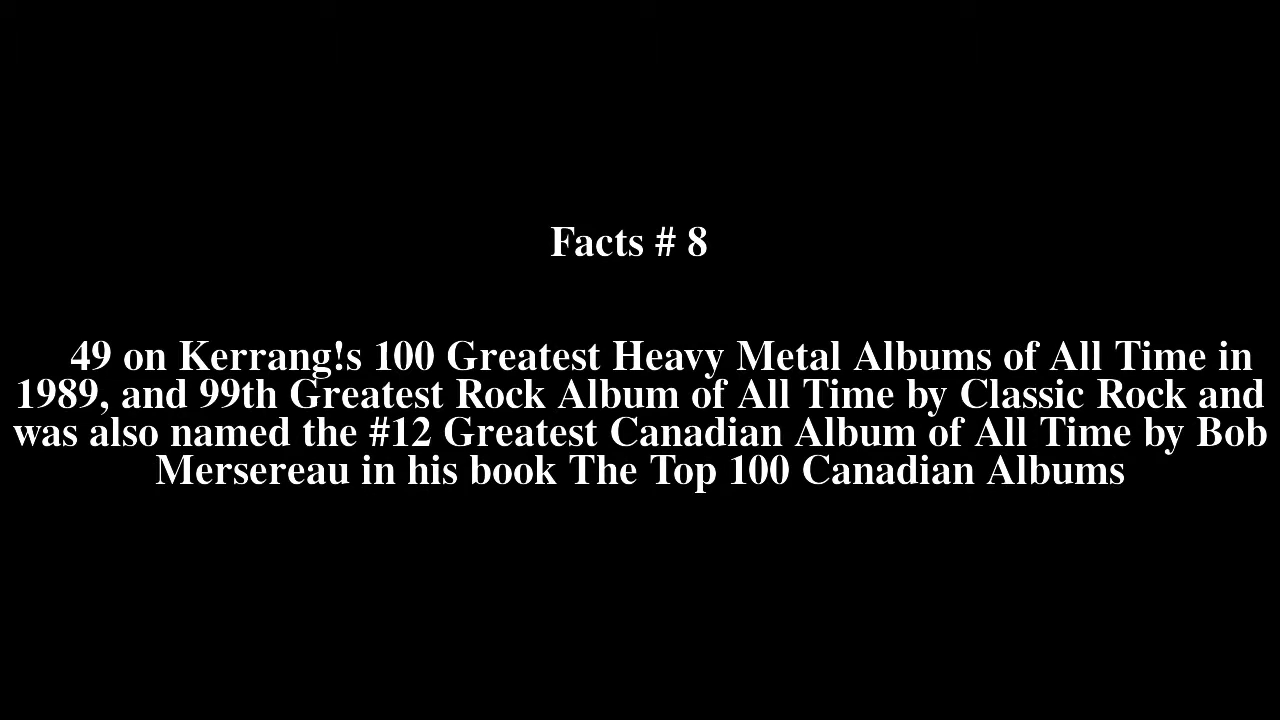 Facts # 8
49 on Kerrang!s 100 Greatest Heavy Metal Albums of All Time in
1989, and 99th Greatest Rock Album of All Time by Classic Rock and
was also named the #12 Greatest Canadian Album of All Time by Bob
Mersereau in his book The Top 100 Canadian Albums